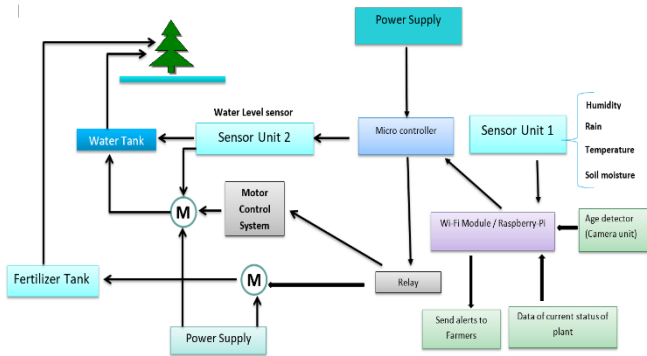 Power Supply
Water Level sensor
Water Tank
Sensor Unit 2
Micro controller
Sensor Unit 1
Humidity
Rain
Temperature
Soil moisture
M
Motor
Control
System
Wi-Fi Module / Raspberry-Pi
Age detector
(Camera unit)
Fertilizer Tank
M
Relay
Power Supply
Send alerts to
Farmers
Data of current status of
plant